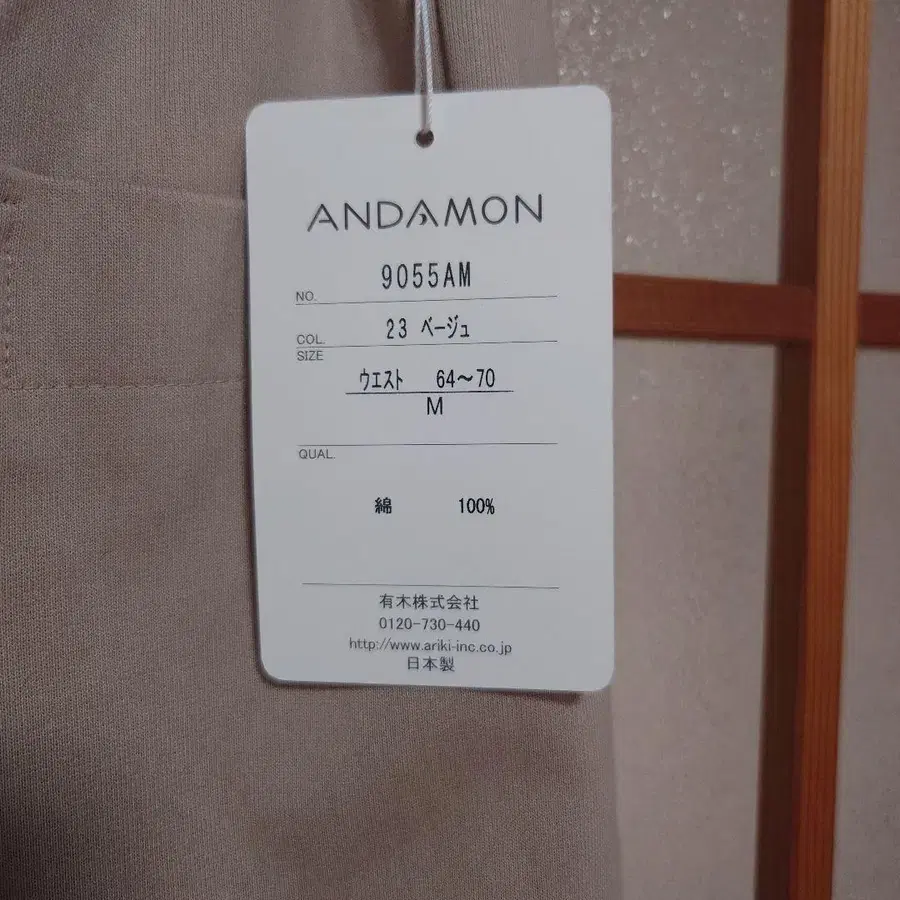 ANDAMON
NO. 9055AM
COL. 23 ベージュ
SIZE
ウエスト 64～70
M
QUAL.
綿 100%
有木株式会社
0120-730-440
http://www.ariki-inc.co.jp
日本製